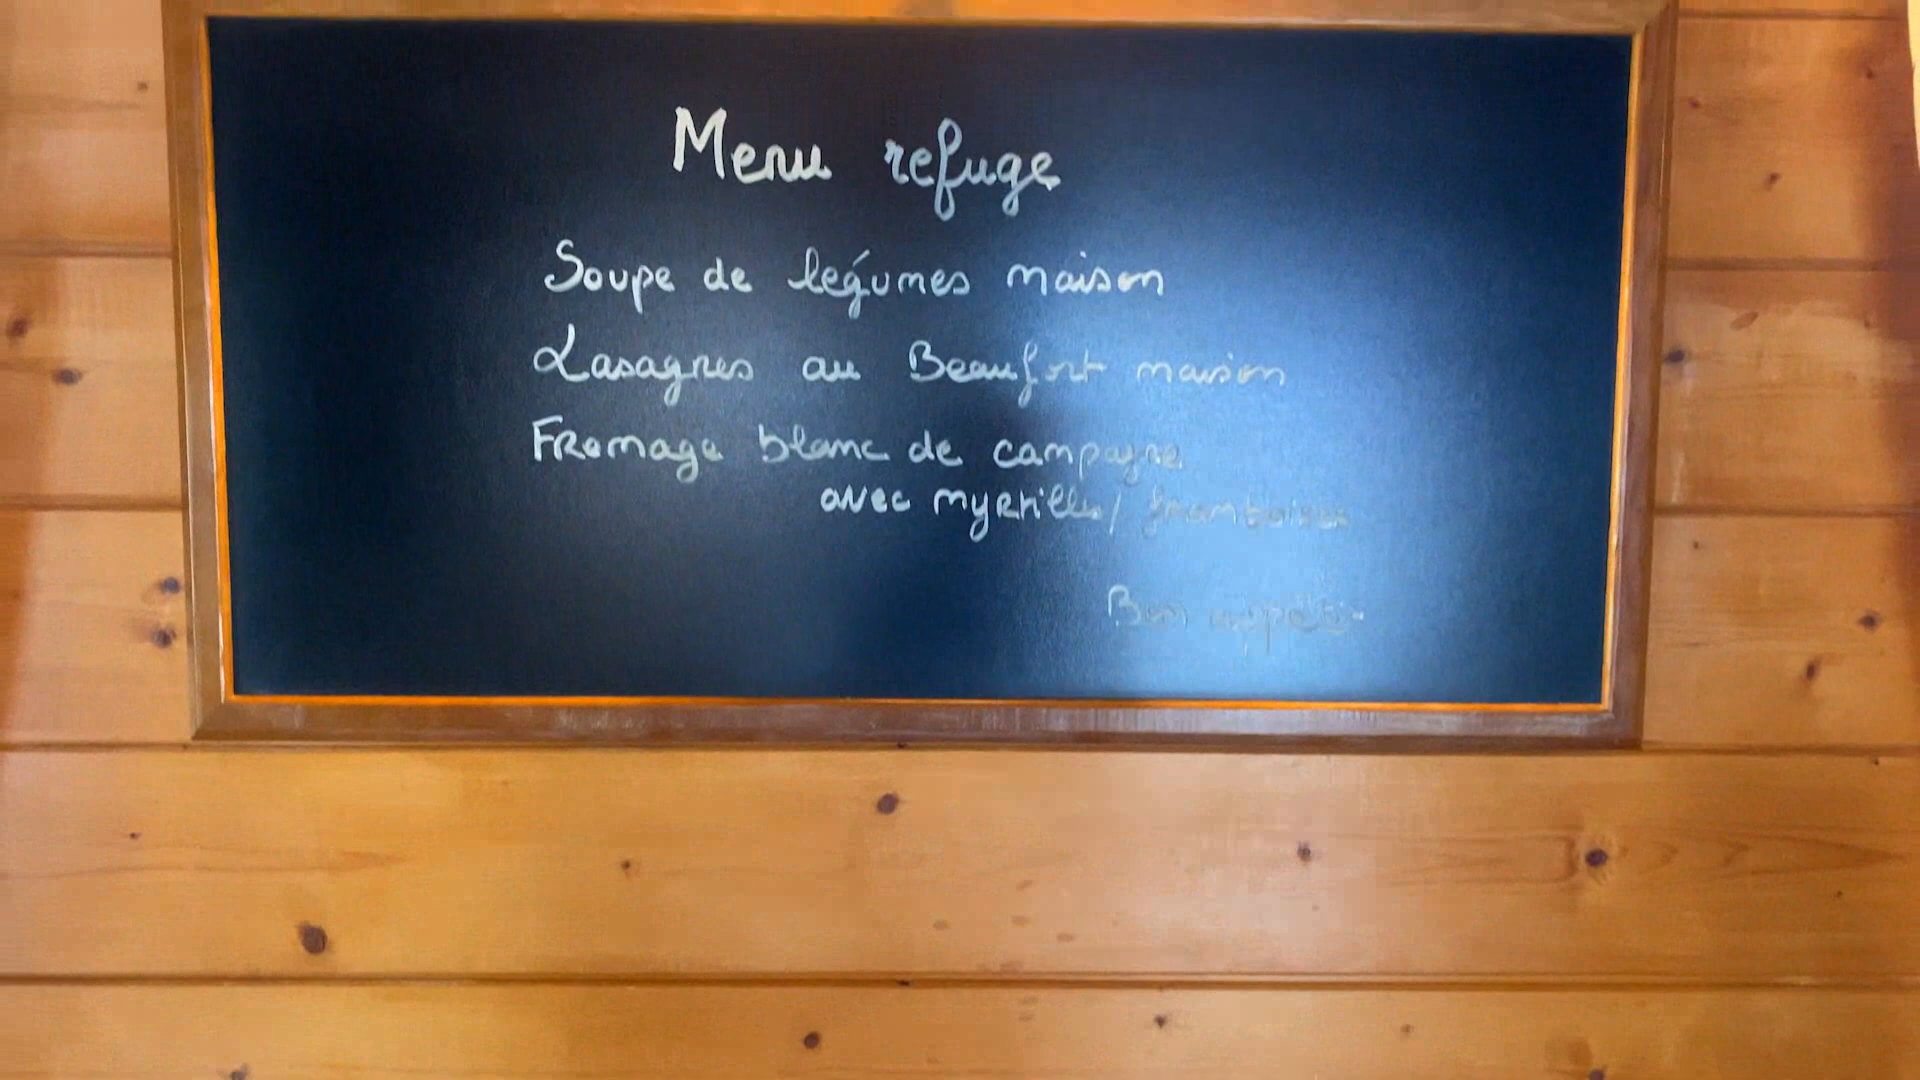 Menu refuge
Soupe de légumes maison
Lasagnes au Beaufort maison
Fromage blanc de campagne
avec myrtilles/ framboises
Bon appétit